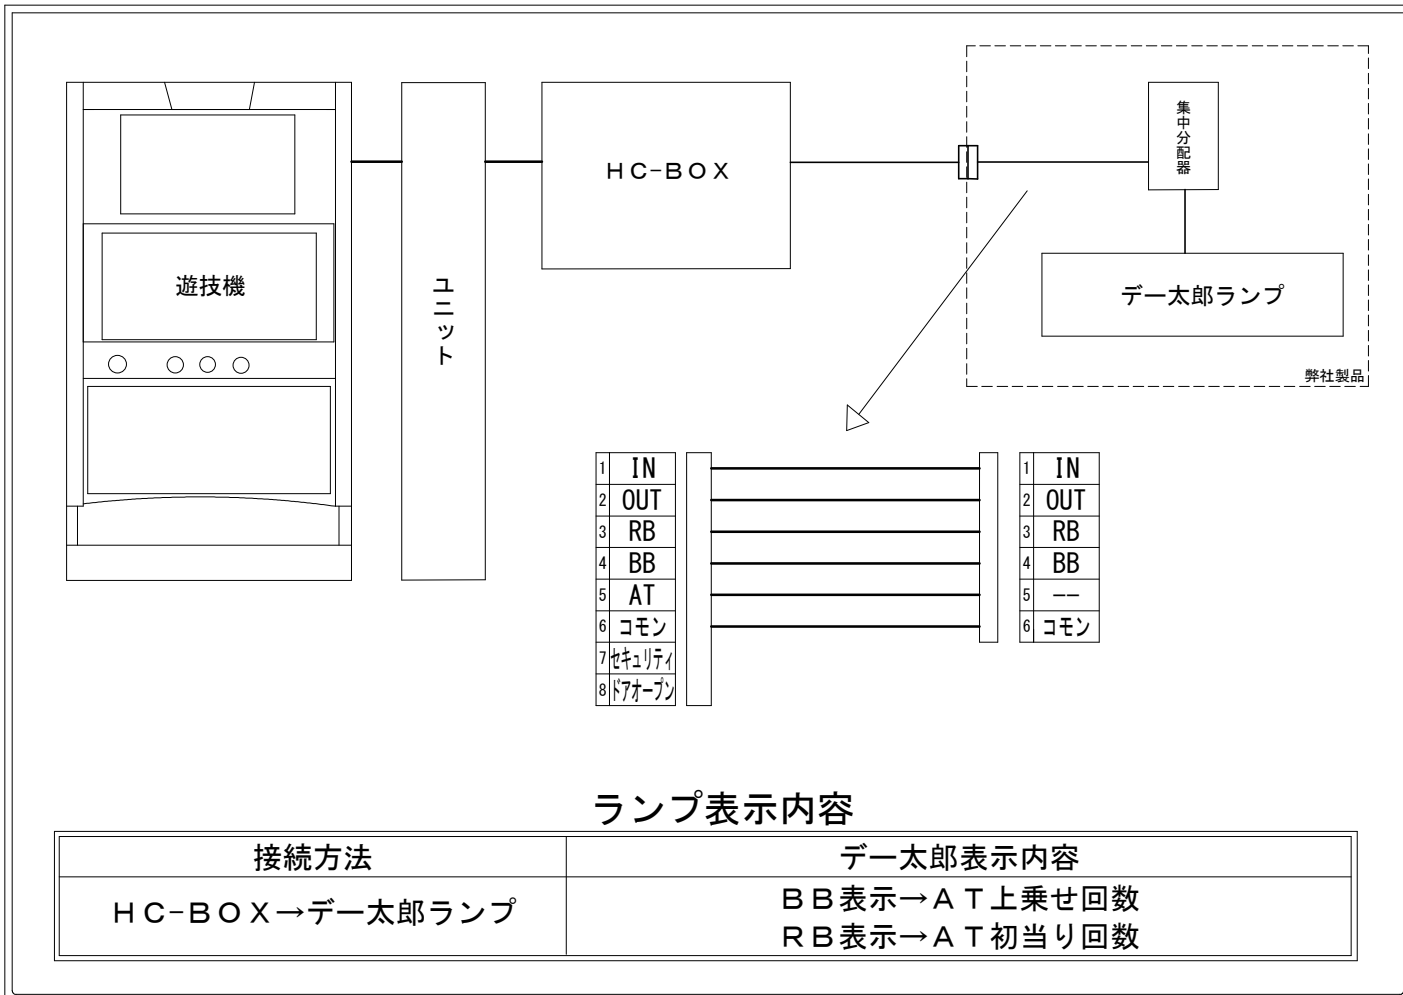 遊技機
ユニット
HC-BOX
集中分配器
デー太郎ランプ
弊社製品
1 IN
2 OUT
3 RB
4 BB
5 AT
6 コモン
7 セキュリティ
8 ドアオープン
1 IN
2 OUT
3 RB
4 BB
5 --
6 コモン
ランプ表示内容
接続方法 デー太郎表示内容
HC-BOX→デー太郎ランプ
BB表示→AT上乗せ回数
RB表示→AT初当り回数